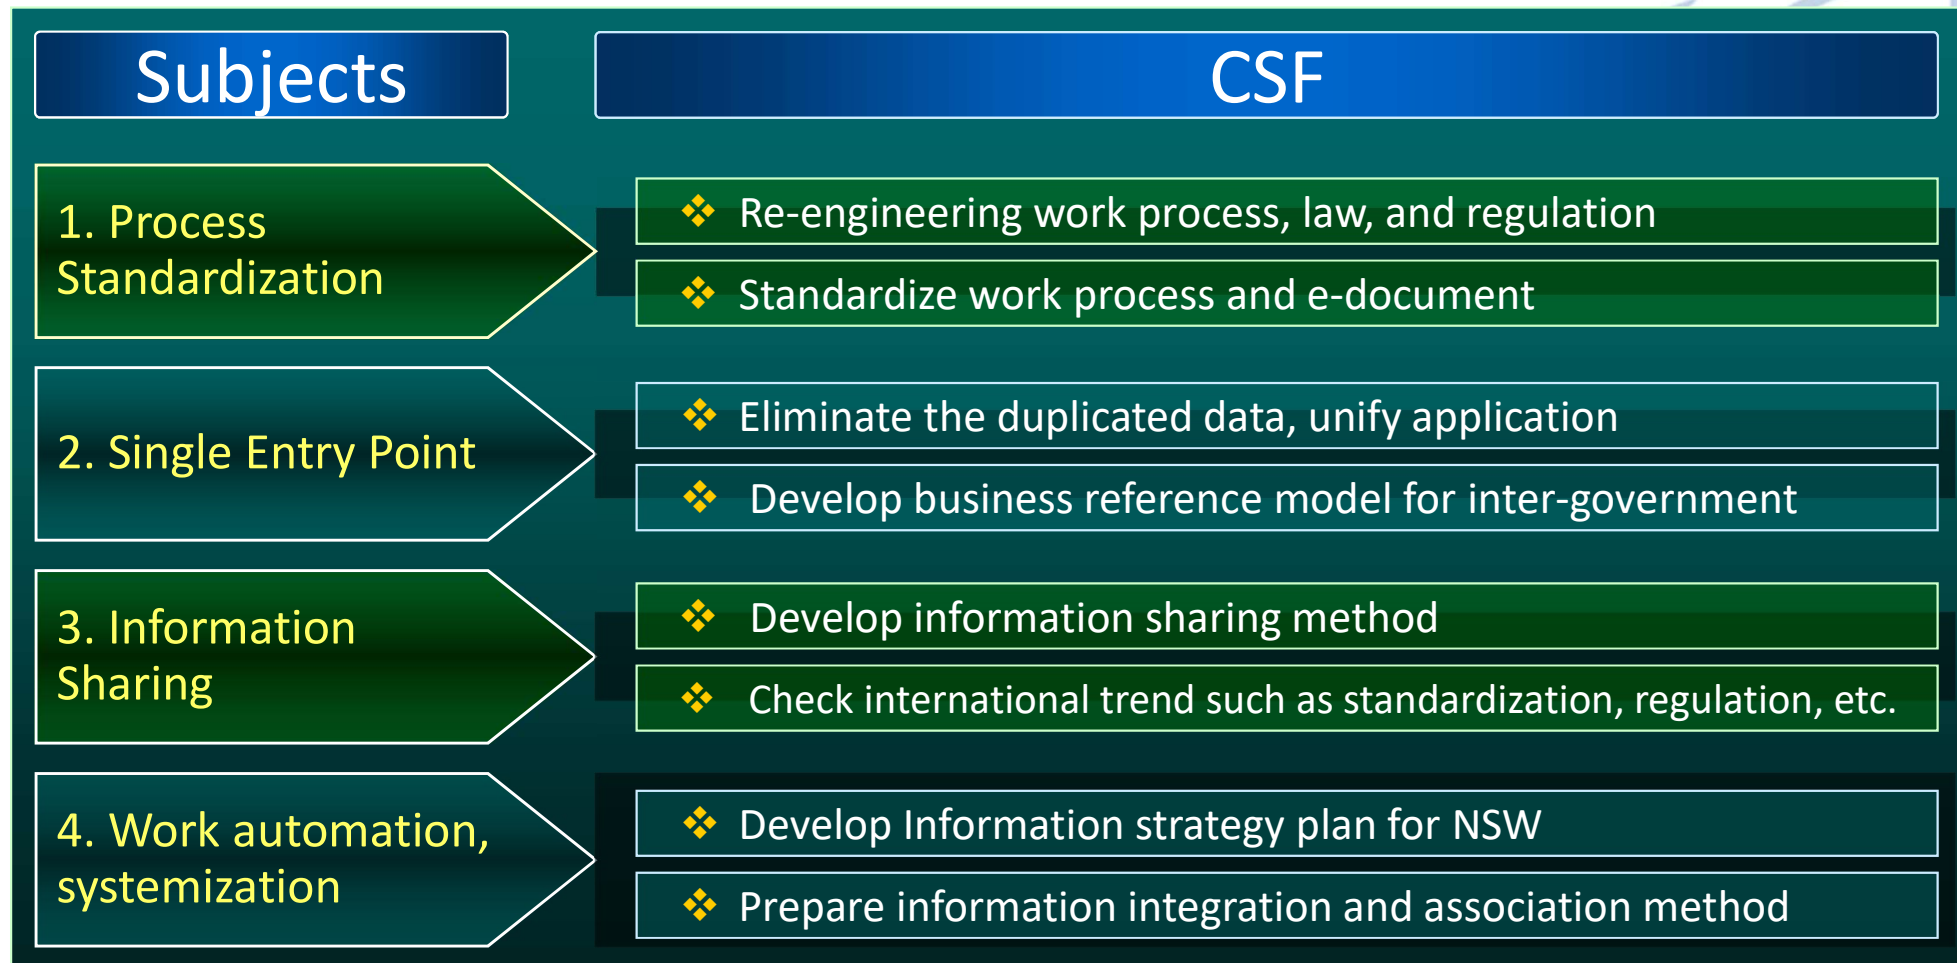 Subjects
CSF
1. Process
Standardization
Re-engineering work process, law, and regulation
Standardize work process and e-document
2. Single Entry Point
Eliminate the duplicated data, unify application
Develop business reference model for inter-government
3. Information
Sharing
Develop information sharing method
Check international trend such as standardization, regulation, etc.
4. Work automation,
systemization
Develop Information strategy plan for NSW
Prepare information integration and association method